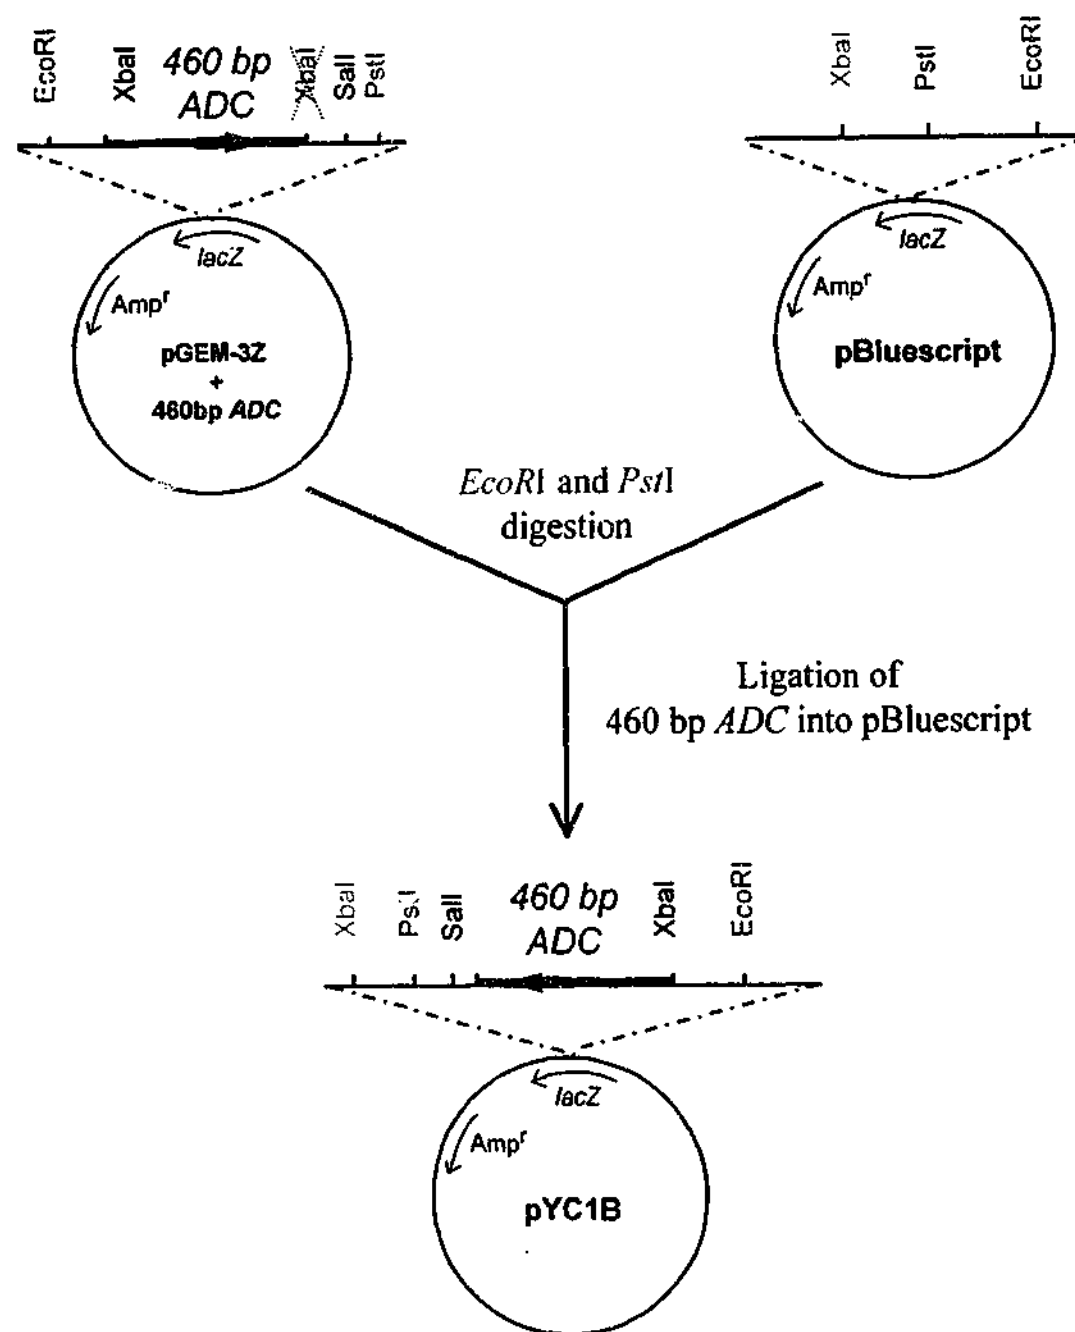 EcoRI
XbaI
460 bp
ADC
XbaI
SalI
PstI
lacZ
Ampr
pGEM-3Z
+
460bp ADC
XbaI
PstI
EcoRI
lacZ
Ampr
pBluescript
EcoRI and PstI
digestion
Ligation of
460 bp ADC into pBluescript
XbaI
PstI
SalI
460 bp
ADC
XbaI
EcoRI
lacZ
Ampr
pYC1B